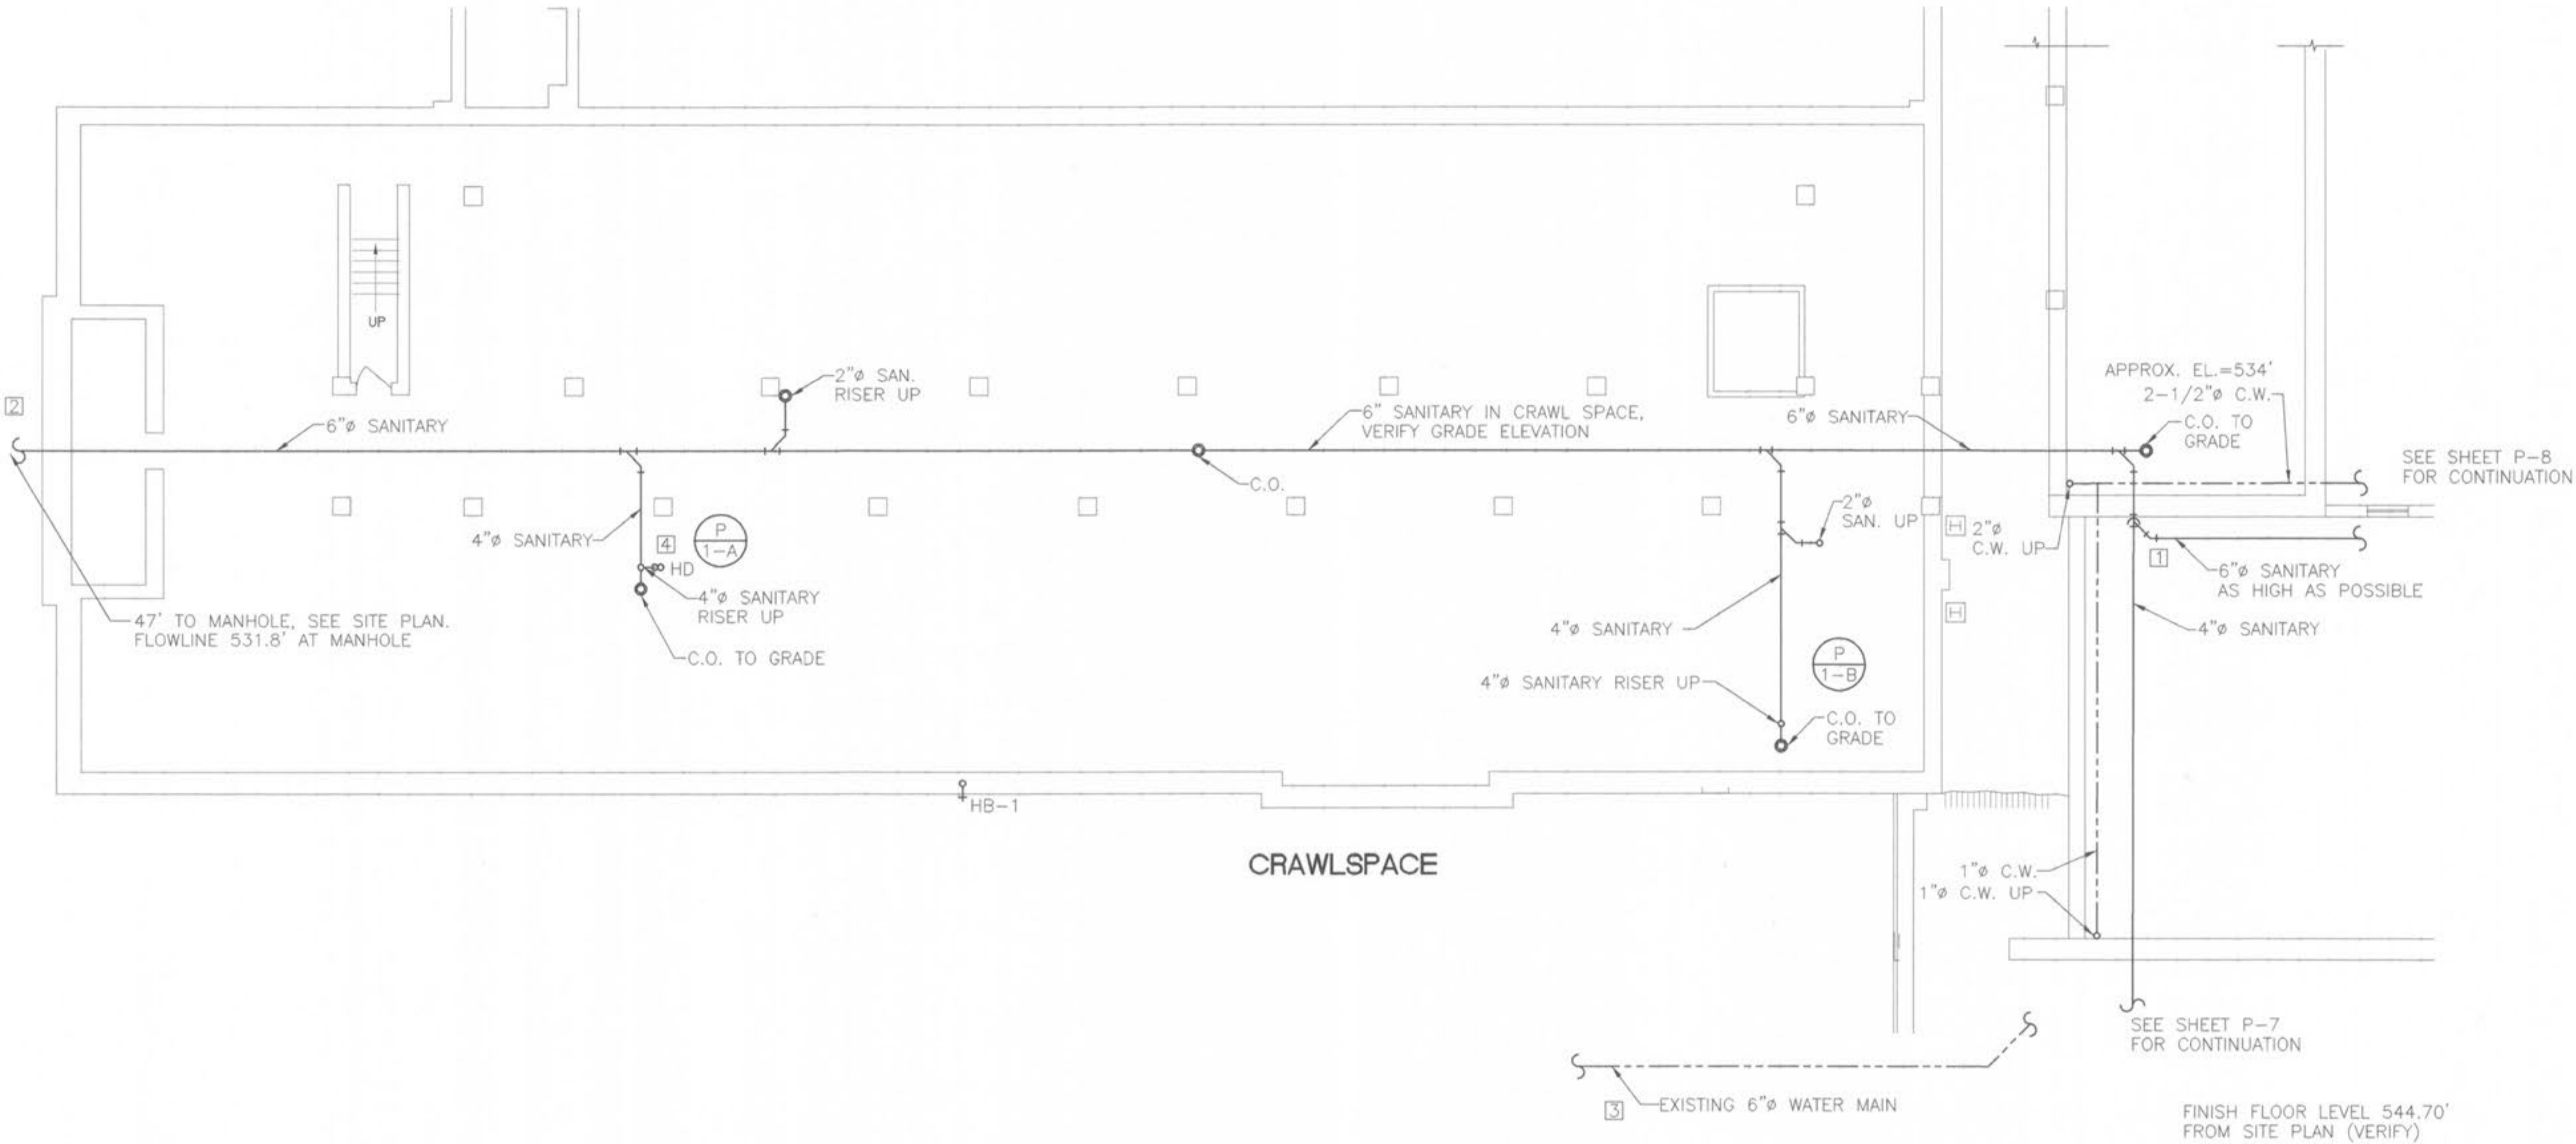 UP
2"ø SAN.
RISER UP
APPROX. EL.=534'
2-1/2"ø C.W.
C.O. TO
GRADE
2
6"ø SANITARY
6" SANITARY IN CRAWL SPACE,
VERIFY GRADE ELEVATION
6"ø SANITARY
SEE SHEET P-8
FOR CONTINUATION
C.O.
4"ø SANITARY
4
P
1-A
HD
2"ø
SAN. UP
H
2"ø
C.W. UP
1
6"ø SANITARY
AS HIGH AS POSSIBLE
4"ø SANITARY
RISER UP
H
47' TO MANHOLE, SEE SITE PLAN.
FLOWLINE 531.8' AT MANHOLE
4"ø SANITARY
4"ø SANITARY
C.O. TO GRADE
P
1-B
4"ø SANITARY RISER UP
C.O. TO
GRADE
HB-1
CRAWLSPACE
1"ø C.W.
1"ø C.W. UP
SEE SHEET P-7
FOR CONTINUATION
3
EXISTING 6"ø WATER MAIN
FINISH FLOOR LEVEL 544.70'
FROM SITE PLAN (VERIFY)